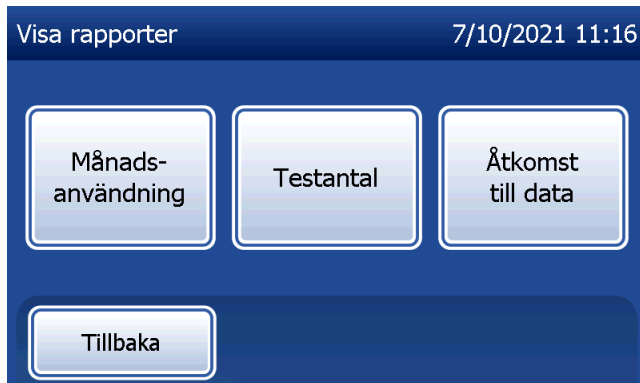 Visa rapporter
7/10/2021 11:16
Månads-
användning
Testantal
Åtkomst
till data
Tillbaka